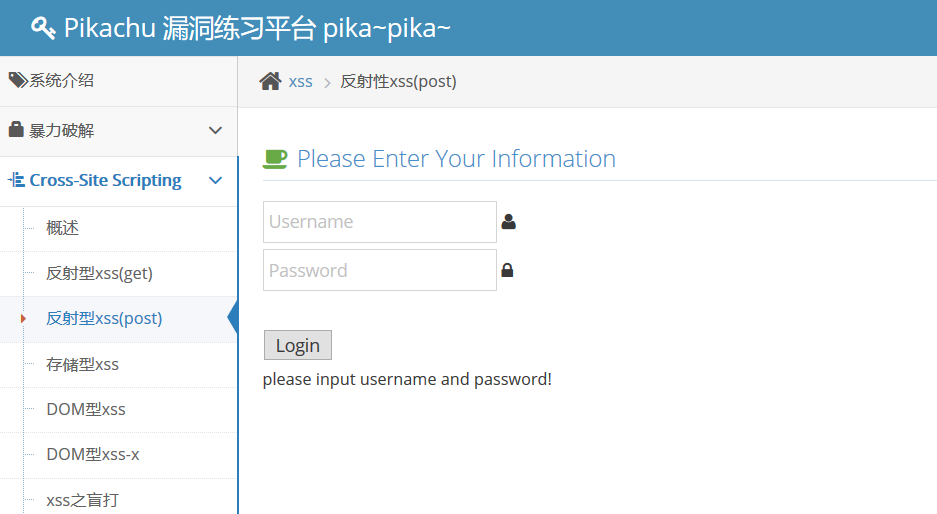 Pikachu 漏洞练习平台 pika~pika~
系统介绍
暴力破解
Cross-Site Scripting
概述
反射型xss(get)
反射型xss(post)
存储型xss
DOM型xss
DOM型xss-x
xss之盲打
xss 反射性xss(post)
Please Enter Your Information
Username
Password
Login
please input username and password!